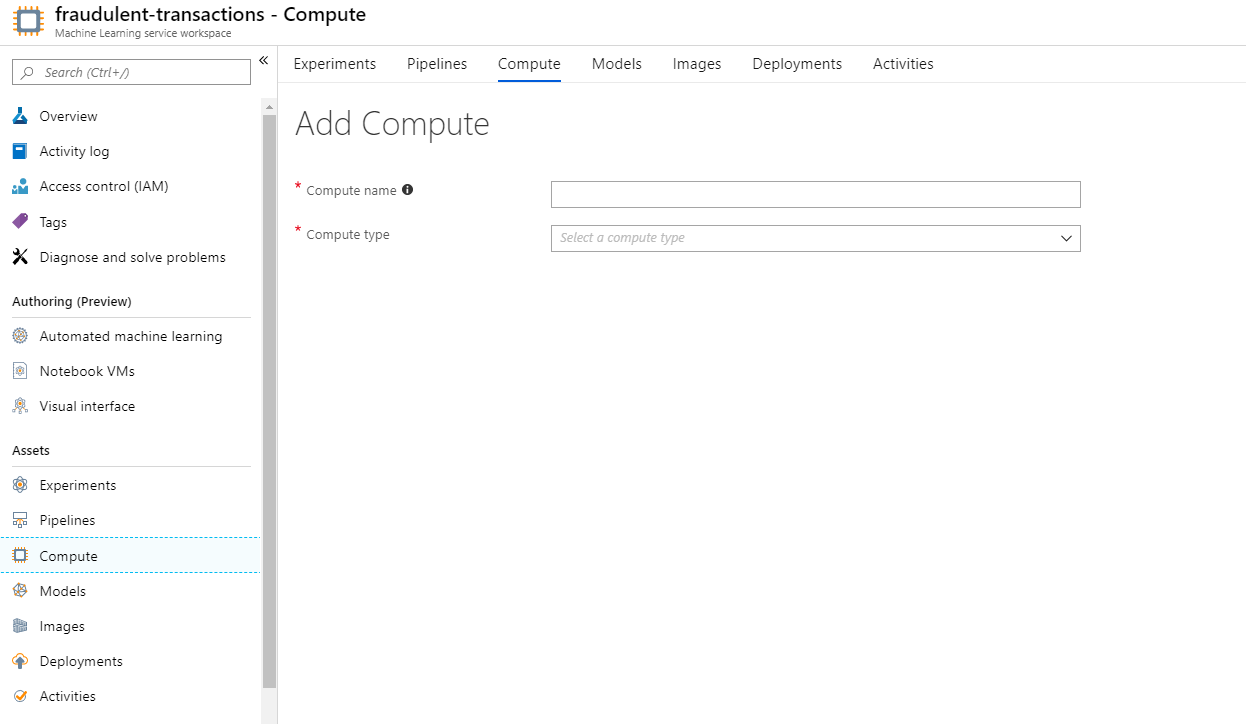 fraudulent-transactions - Compute
Machine Learning service workspace
Search (Ctrl+/)
«
Overview
Activity log
Access control (IAM)
Tags
Diagnose and solve problems
Authoring (Preview)
Automated machine learning
Notebook VMs
Visual interface
Assets
Experiments
Pipelines
Compute
Models
Images
Deployments
Activities
Experiments Pipelines Compute Models Images Deployments Activities
Add Compute
* Compute name
* Compute type
Select a compute type